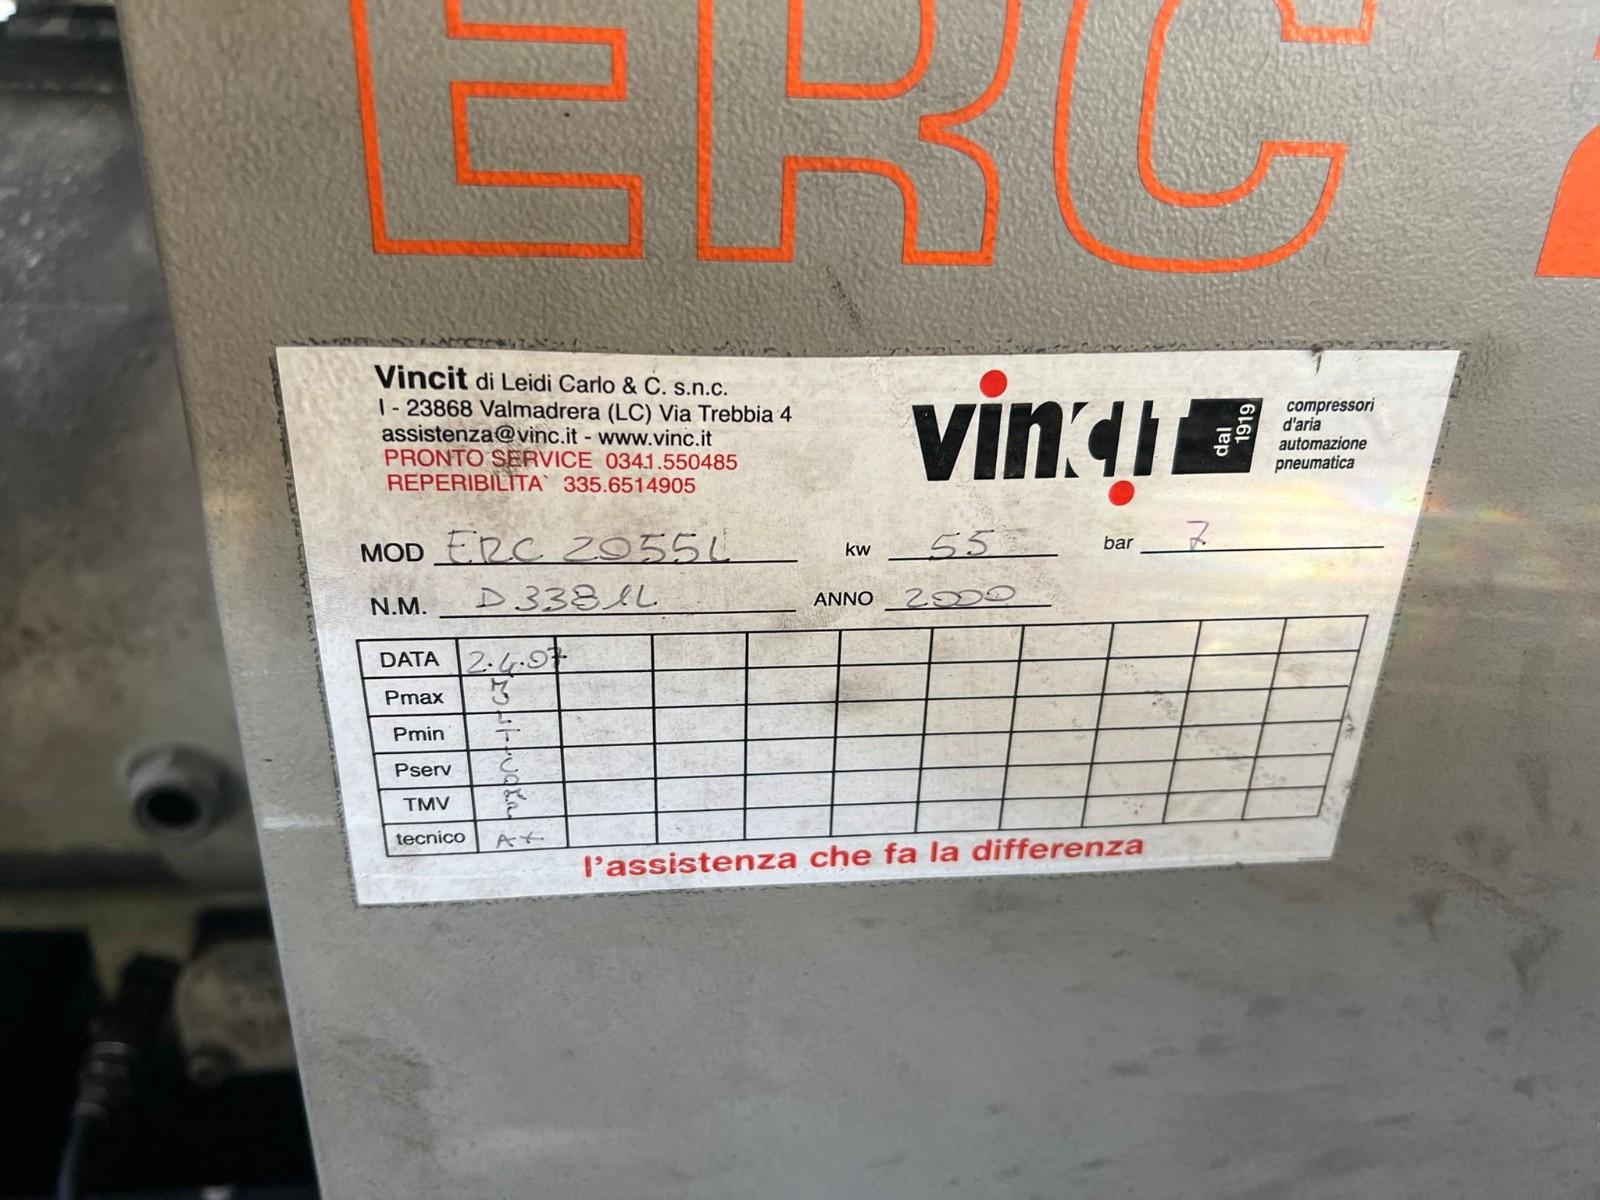 ERC 2
Vincit di Leidi Carlo & C. s.n.c.
I - 23868 Valmadrera (LC) Via Trebbia 4
assistenza@vinc.it - www.vinc.it
PRONTO SERVICE 0341.550485
REPERIBILITA` 335.6514905
vincit dal 1919
compressori
d'aria
automazione
pneumatica
MOD ERC 2055L kw 55 bar 7
N.M. D3381L ANNO 2000
DATA 2.4.07
Pmax
Pmin
Pserv
TMV
tecnico
l'assistenza che fa la differenza